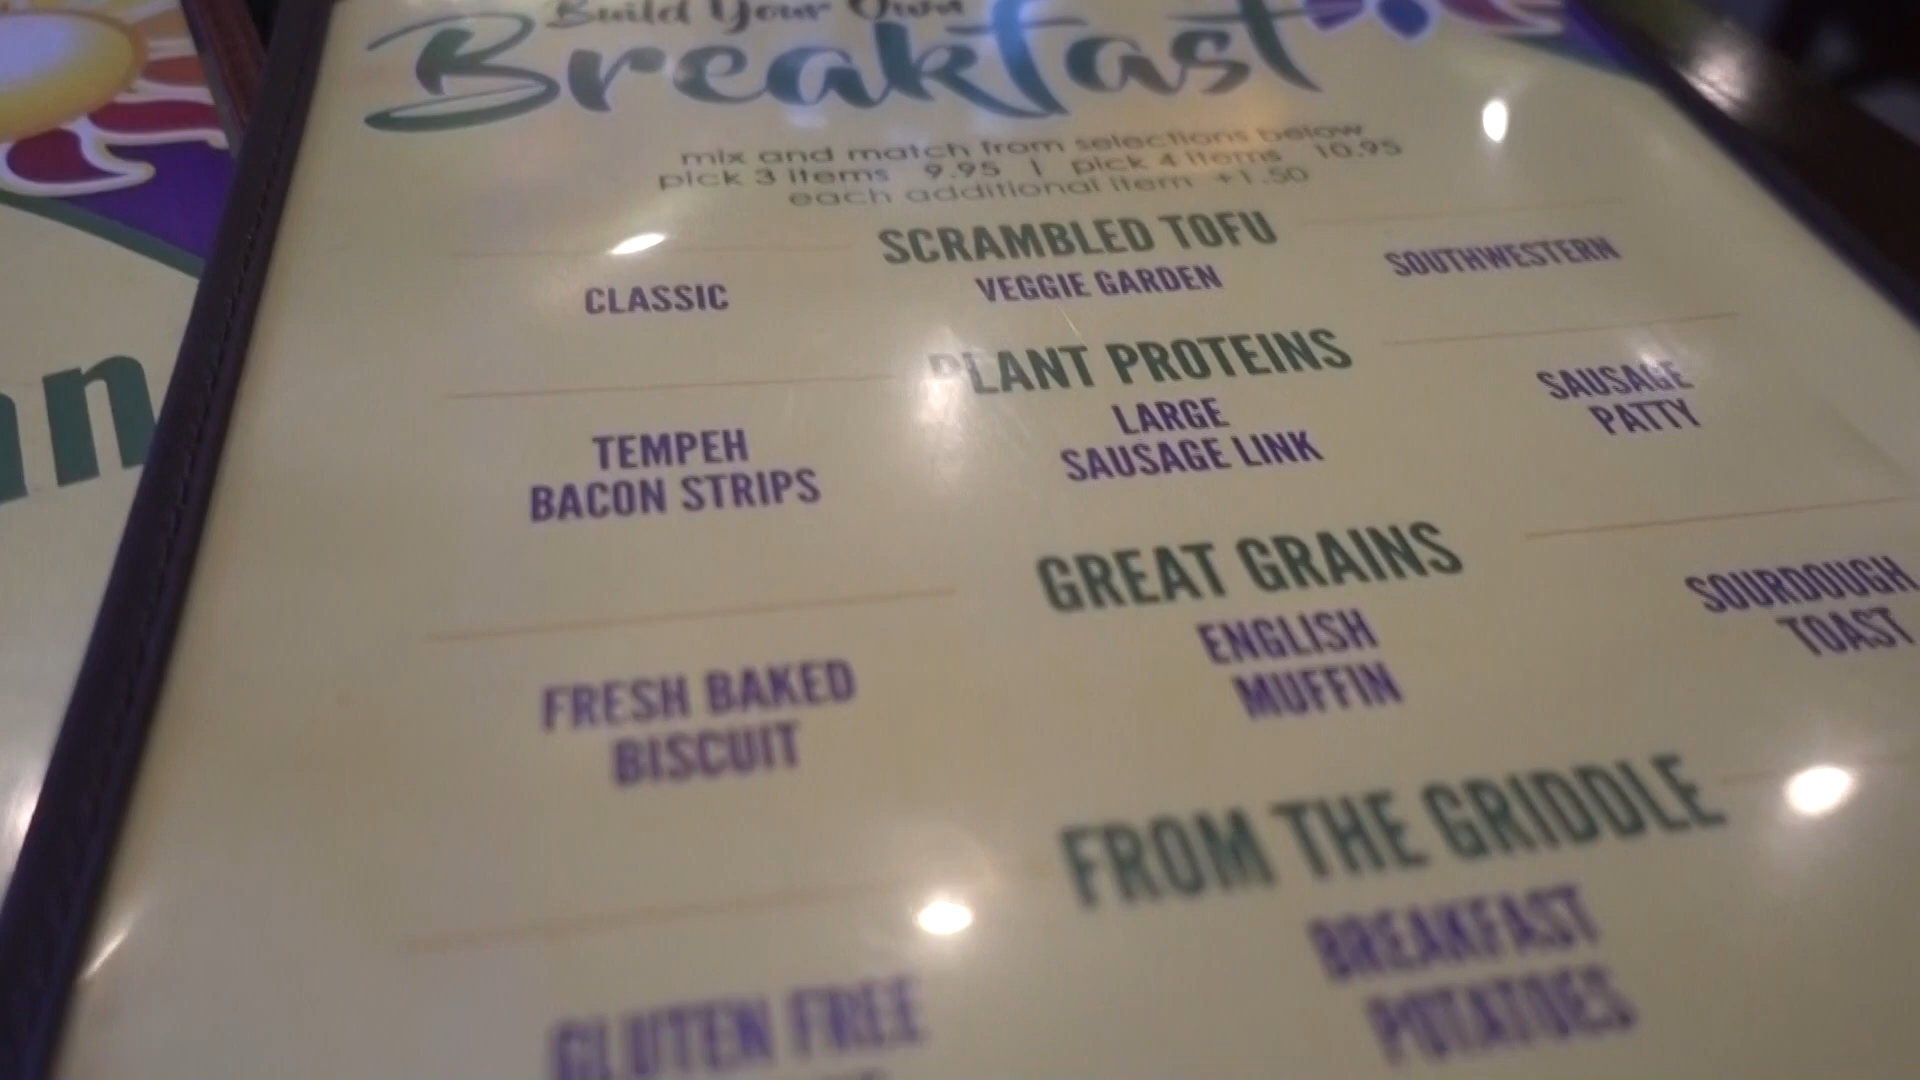 an
Build Your Own
Breakfast
mix and match from selections below
pick 3 items 9.95 | pick 4 items 10.95
each additional item +1.50
SCRAMBLED TOFU
CLASSIC
VEGGIE GARDEN
SOUTHWESTERN
PLANT PROTEINS
TEMPEH
BACON STRIPS
LARGE
SAUSAGE LINK
SAUSAGE
PATTY
GREAT GRAINS
FRESH BAKED
BISCUIT
ENGLISH
MUFFIN
SOURDOUGH
TOAST
FROM THE GRIDDLE
GLUTEN FREE
BREAKFAST
POTATOES